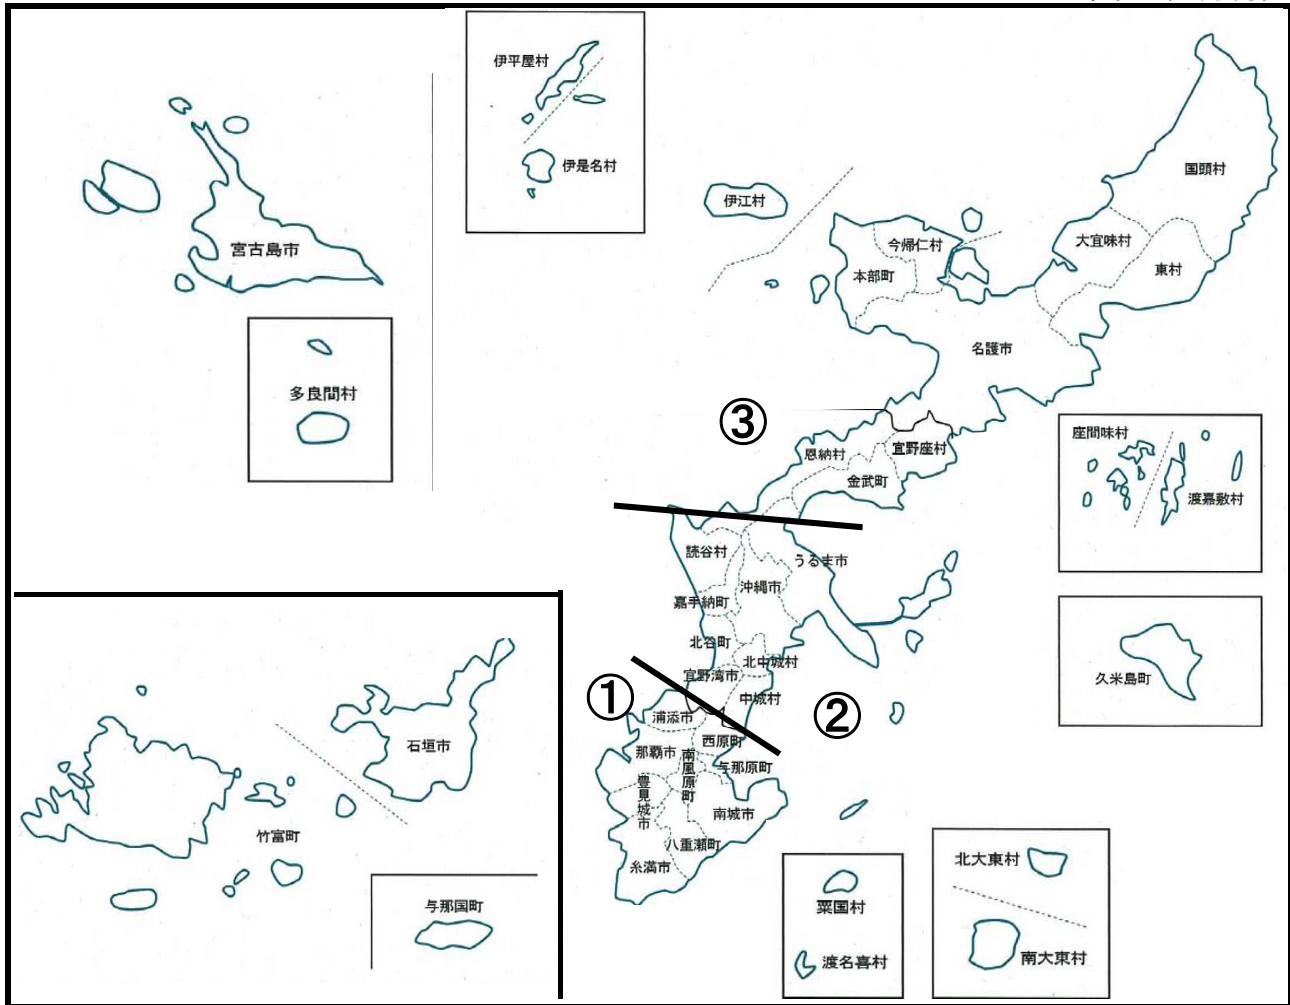 伊平屋村
伊是名村
伊江村
国頭村
大宜味村
東村
今帰仁村
本部町
名護市
宮古島市
多良間村
③
恩納村
宜野座村
金武町
座間味村
渡嘉敷村
読谷村
うるま市
沖縄市
嘉手納町
北谷町
北中城村
宜野湾市
中城村
①
②
浦添市
西原町
那覇市
南風原町
与那原町
豊見城市
南城市
八重瀬町
糸満市
久米島町
石垣市
竹富町
与那国町
粟国村
渡名喜村
北大東村
南大東村